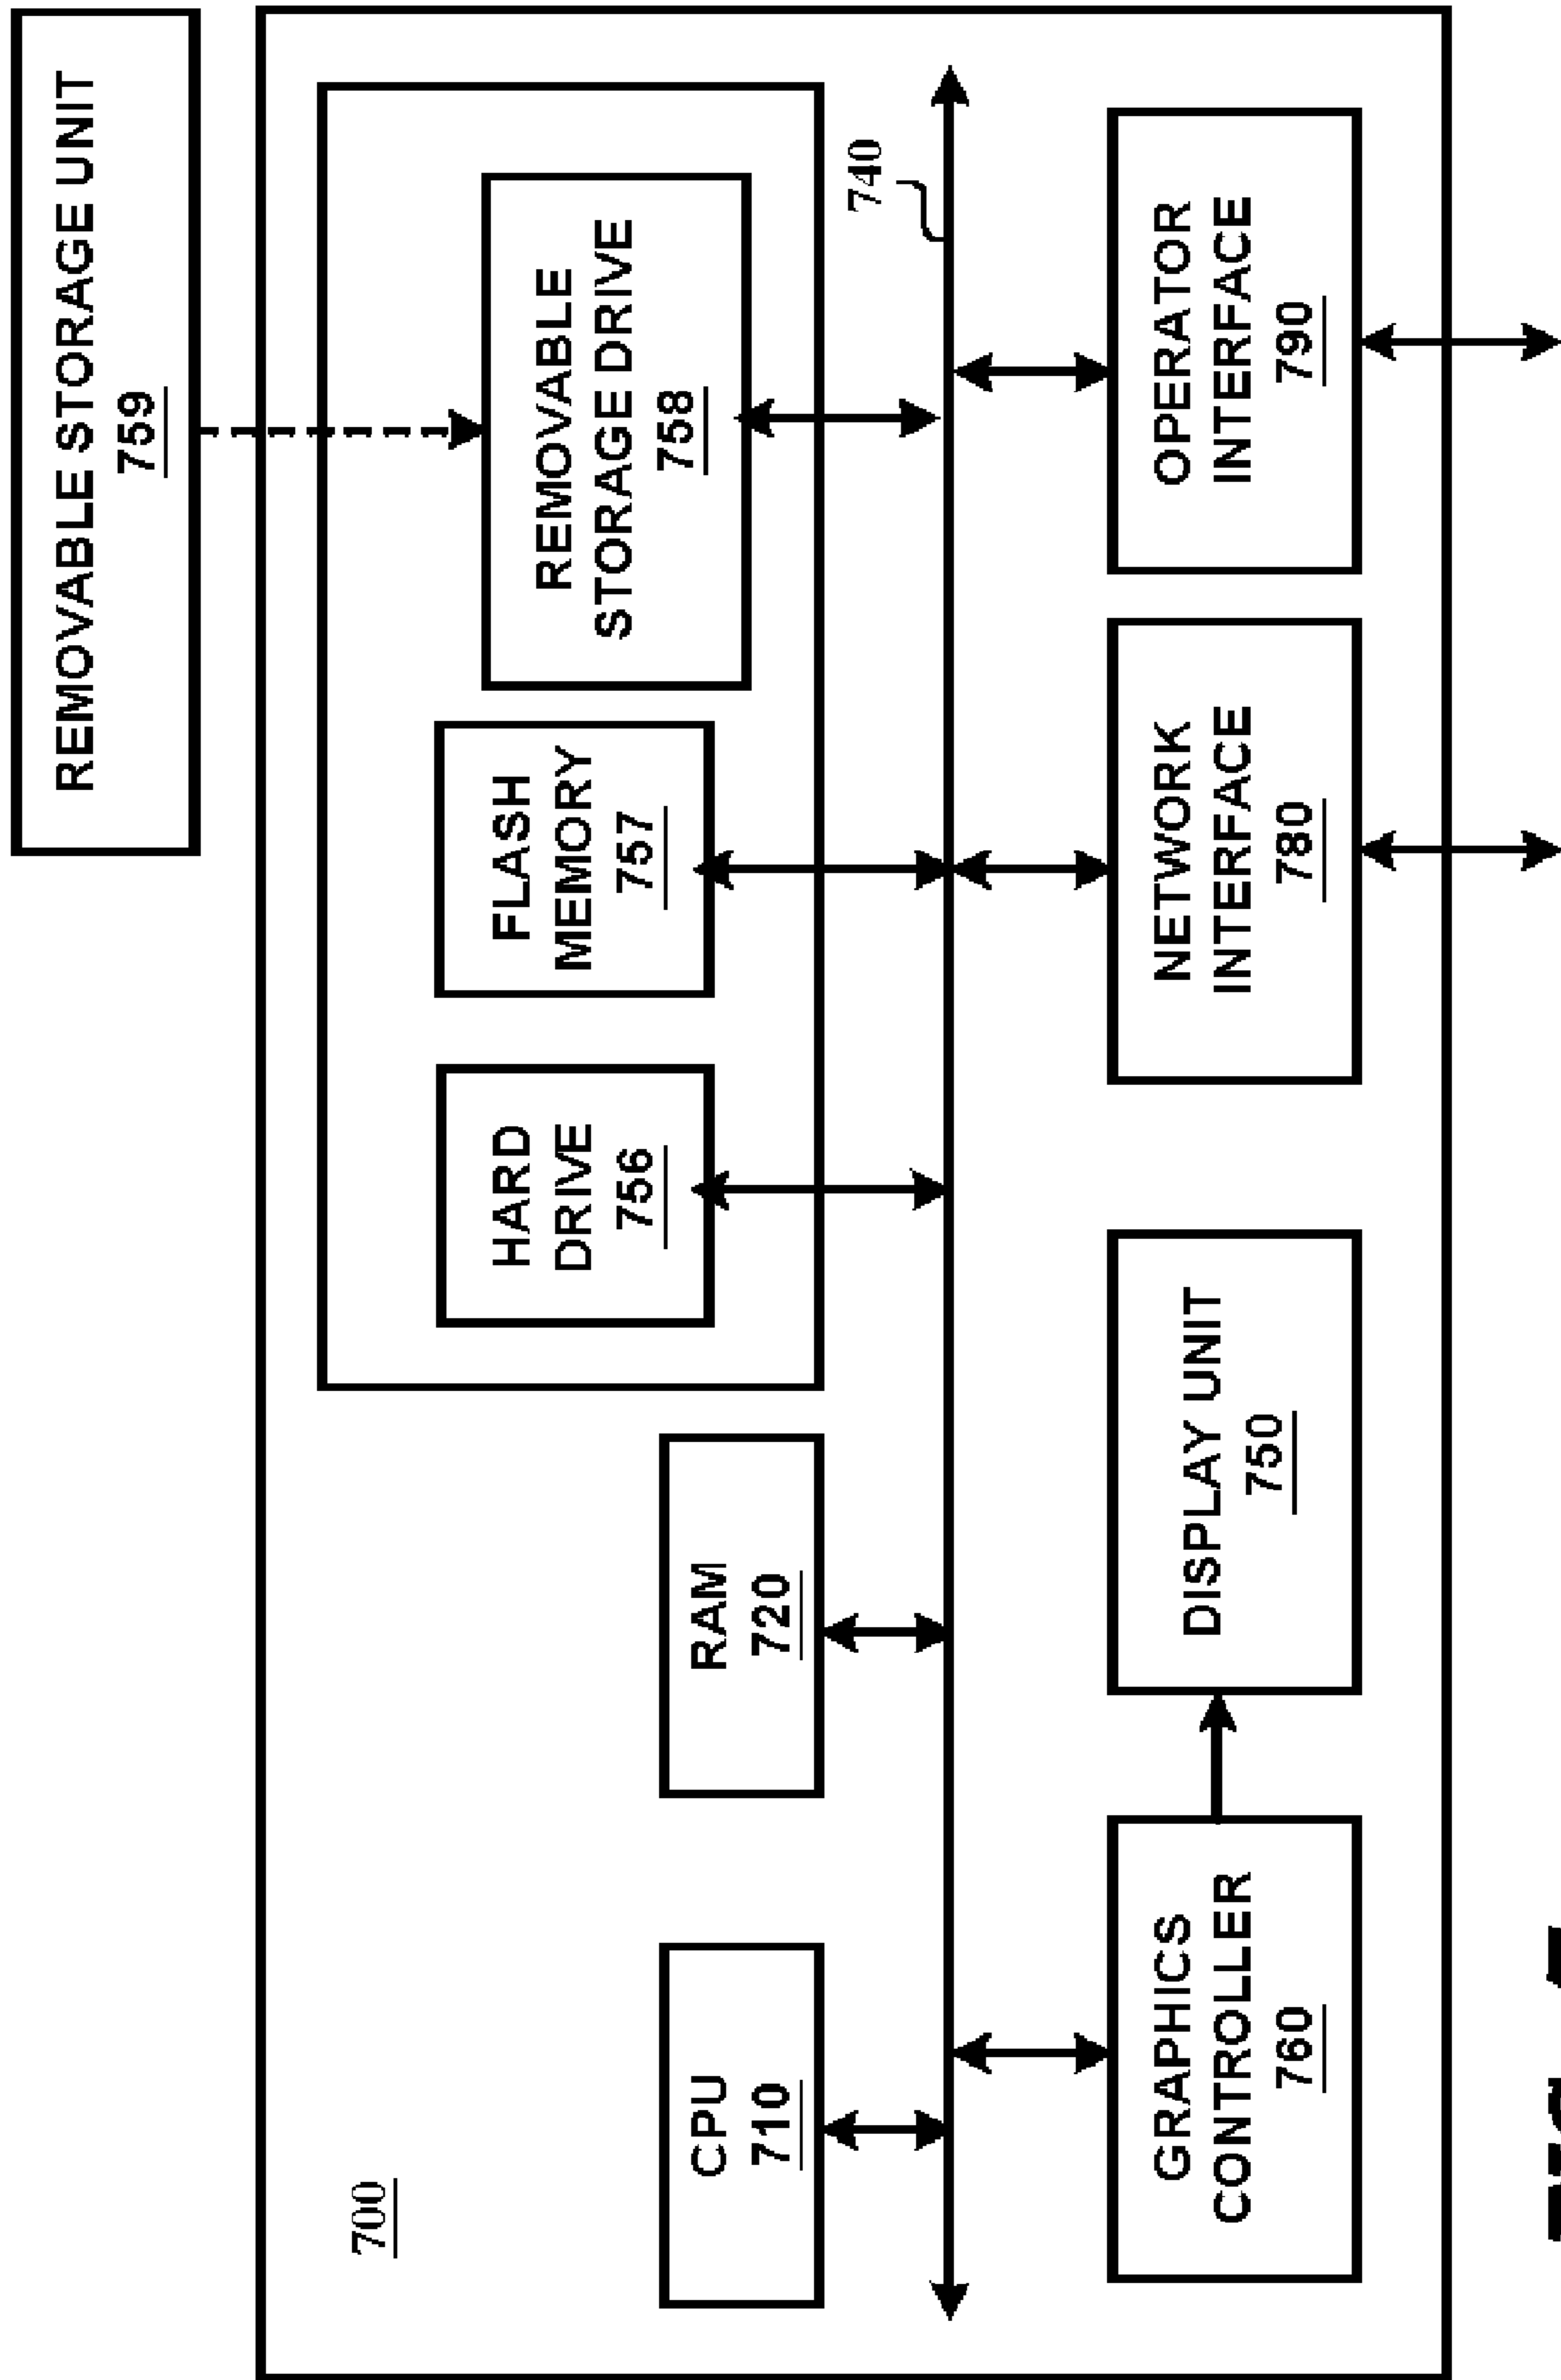 REMOVABLE STORAGE UNIT
759
700
CPU
710
RAM
720
HARD
DRIVE
756
FLASH
MEMORY
757
REMOVABLE
STORAGE DRIVE
758
740
GRAPHICS
CONTROLLER
760
DISPLAY UNIT
750
NETWORK
INTERFACE
780
OPERATOR
INTERFACE
790